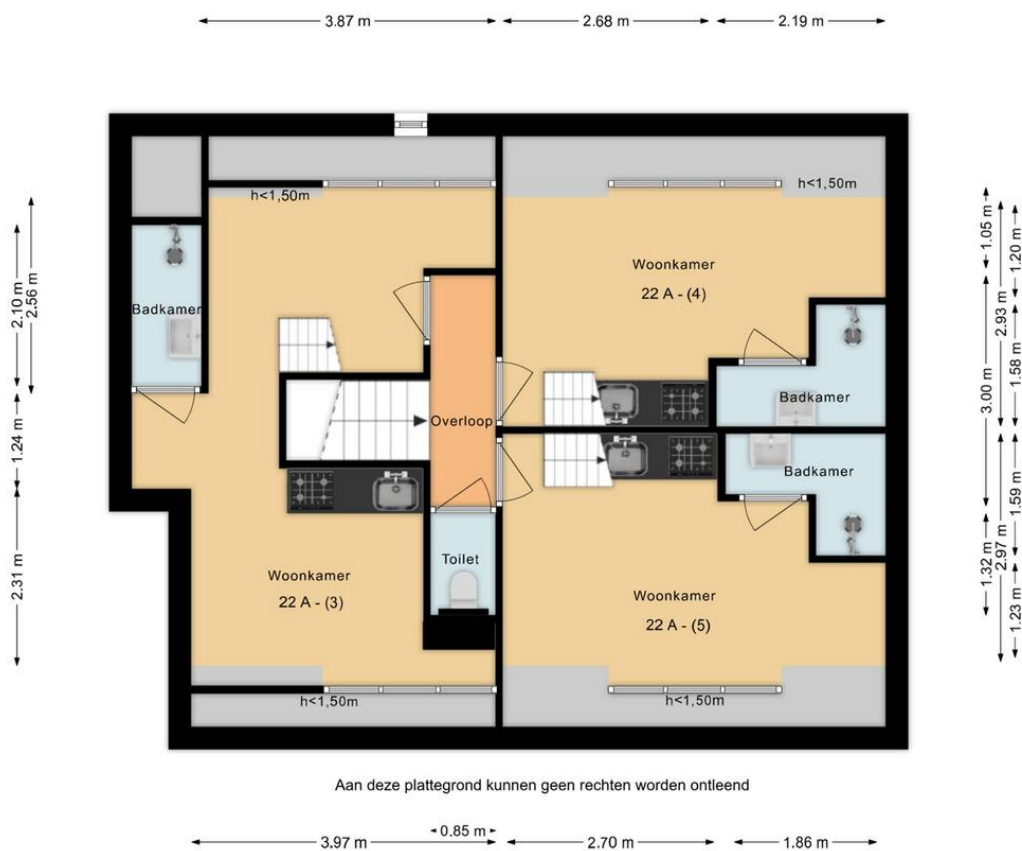 3.87 m
2.68 m
2.19 m
h<1,50m
h<1,50m
Woonkamer
22 A - (4)
Badkamer
Badkamer
Overloop
Badkamer
Toilet
Woonkamer
22 A - (3)
Woonkamer
22 A - (5)
h<1,50m
h<1,50m
2.10 m
2.56 m
1.24 m
2.31 m
1.05 m
1.20 m
2.93 m
3.00 m
1.58 m
1.59 m
1.32 m
2.97 m
1.23 m
Aan deze plattegrond kunnen geen rechten worden ontleend
0.85 m
3.97 m
2.70 m
1.86 m